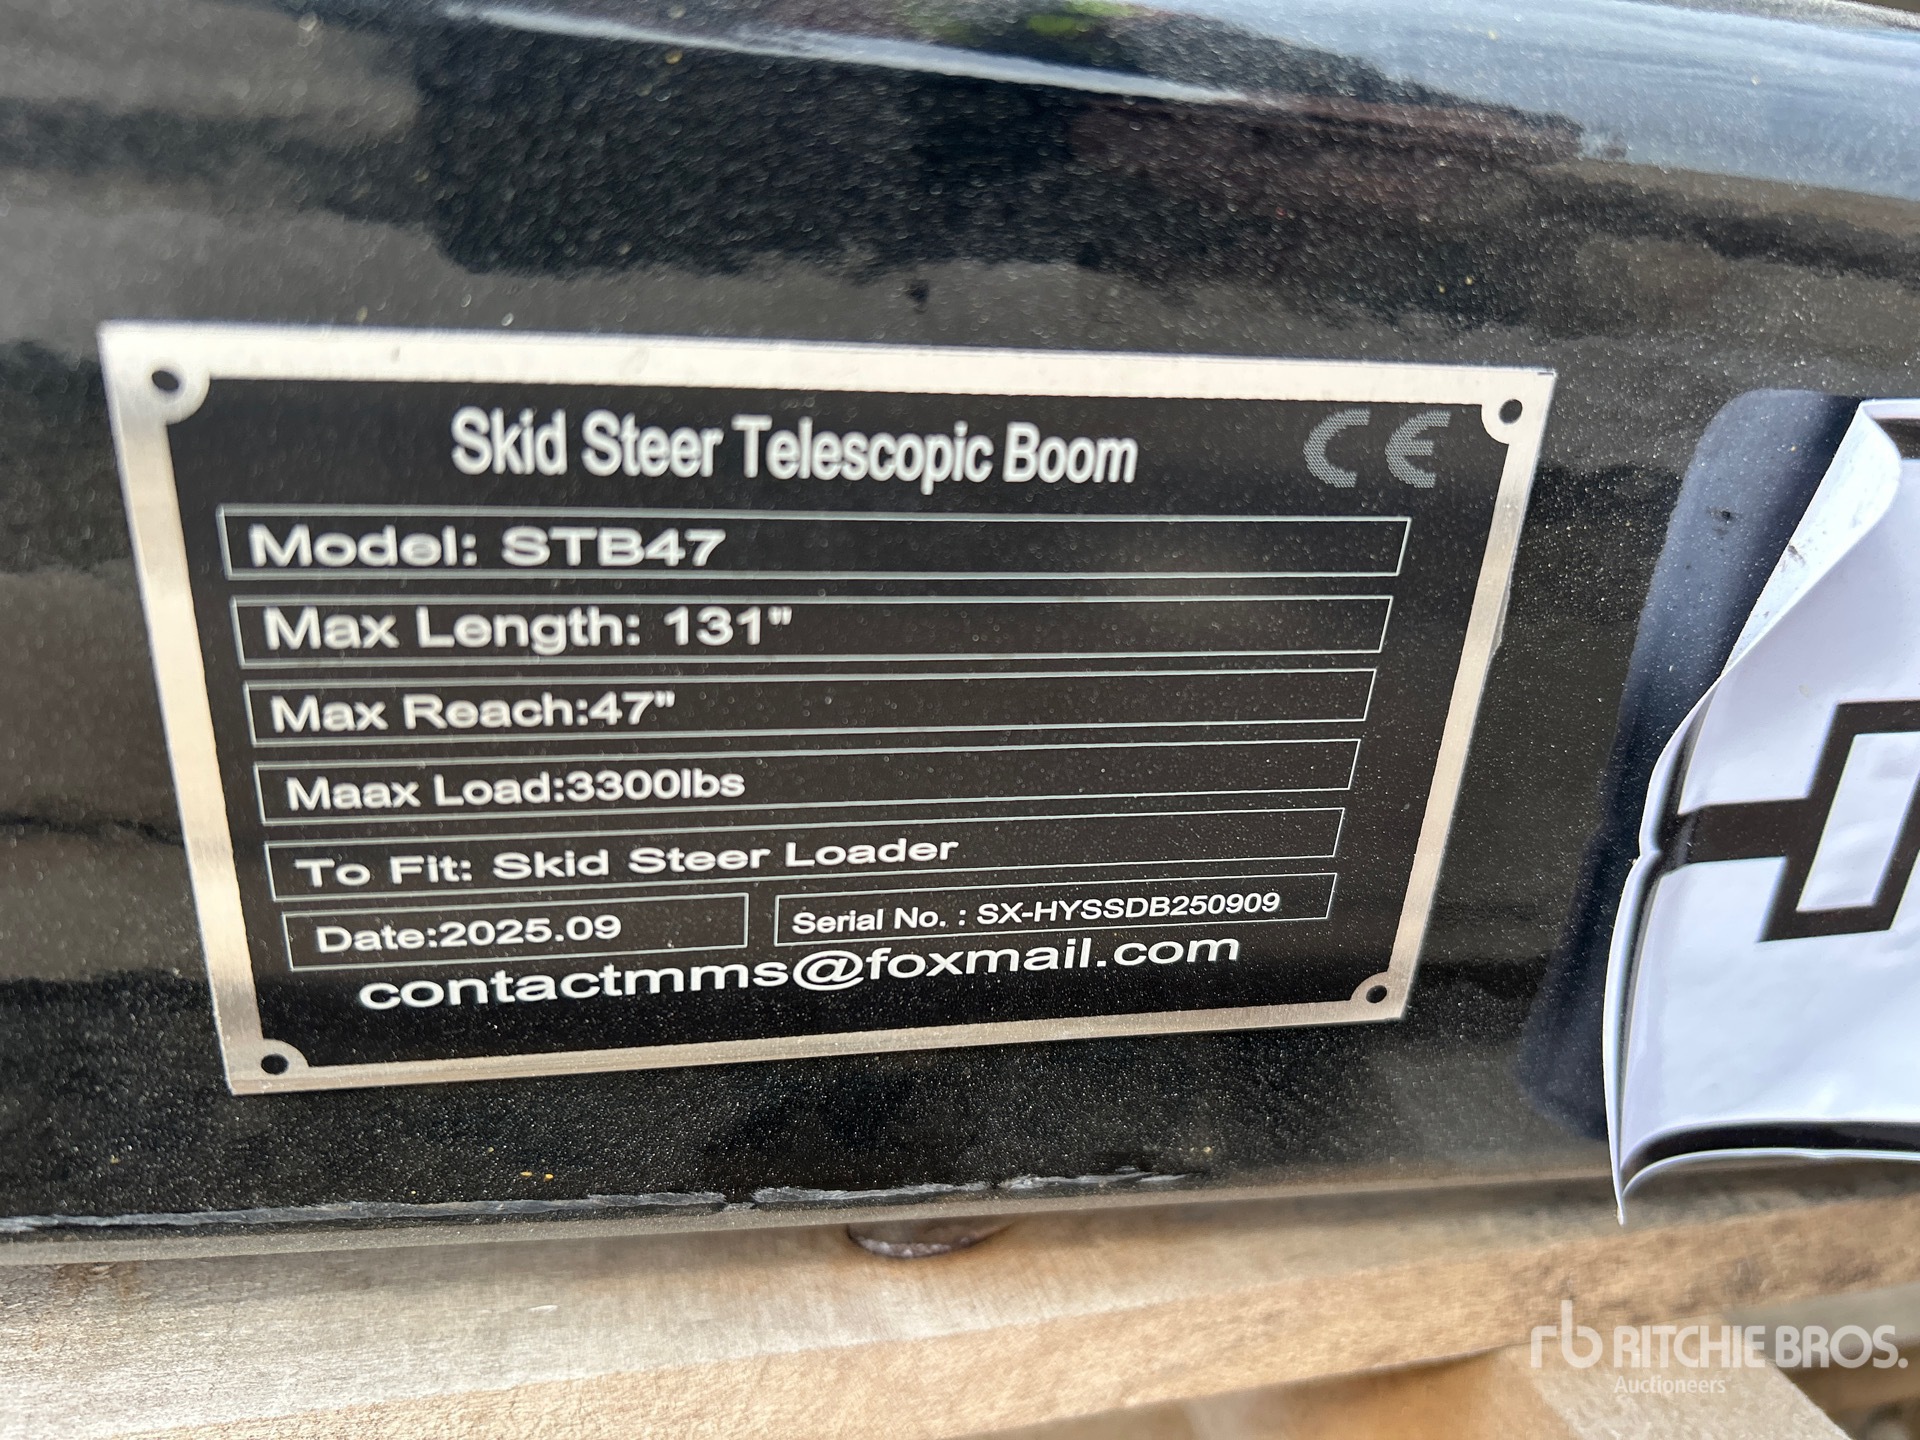 Skid Steer Telescopic Boom CE
Model: STB47
Max Length: 131"
Max Reach:47"
Maax Load:3300lbs
To Fit: Skid Steer Loader
Date:2025.09 Serial No. : SX-HYSSDB250909
contactmms@foxmail.com
rb RITCHIE BROS.
Auctioneers